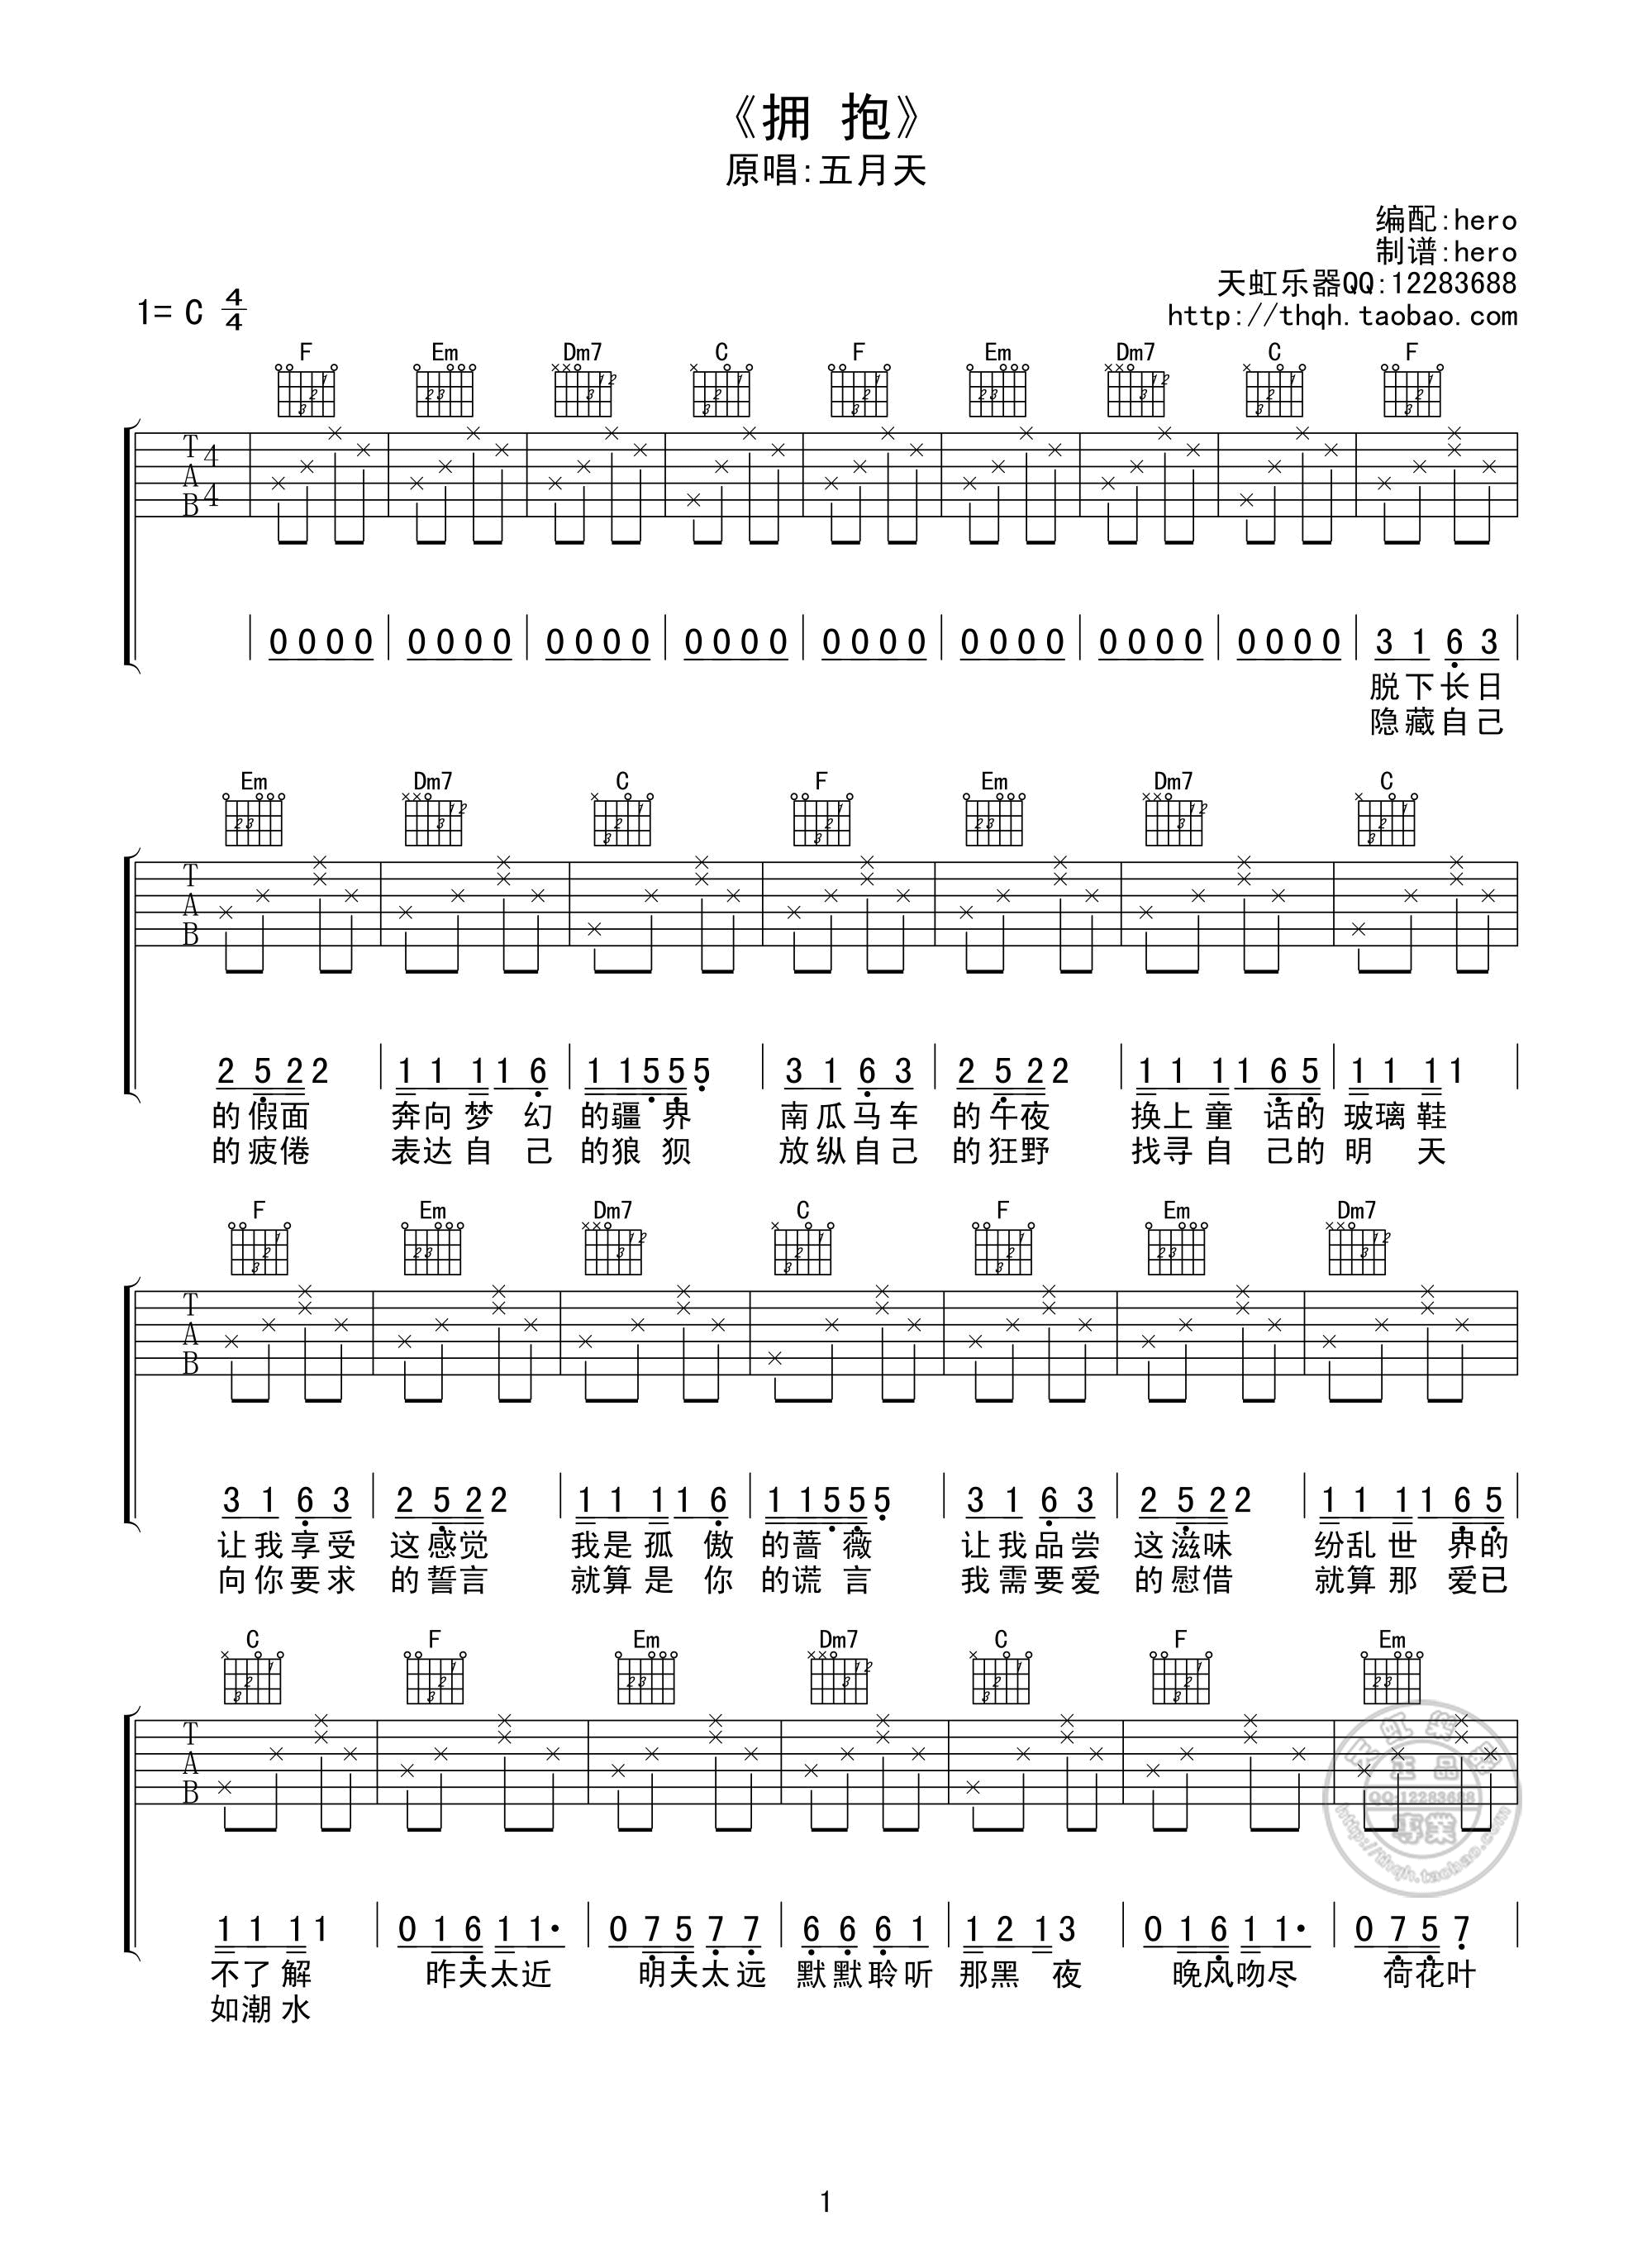 《拥 抱》
原唱:五月天
编配:hero
制谱:hero
天虹乐器QQ:12283688
http://thqh.taobao.com
1= C 4/4
F Em Dm7 C F Em Dm7 C F
T A B 4 4
0 0 0 0 0 0 0 0 0 0 0 0 0 0 0 0 0 0 0 0 0 0 0 0 0 0 0 0 0 0 0 0 3 1 6 3
脱下长日
隐藏自己
Em Dm7 C F Em Dm7 C
T A B
2 5 2 2 1 1 1 1 6 1 1 5 5 5 3 1 6 3 2 5 2 2 1 1 1 1 6 5 1 1 1 1
的假面 奔向梦 幻 的疆 界 南瓜马车 的午夜 换上童 话的 玻璃鞋
的疲倦 表达自 己 的狼 狈 放纵自己 的狂野 找寻自 己的 明 天
F Em Dm7 C F Em Dm7
T A B
3 1 6 3 2 5 2 2 1 1 1 1 6 1 1 5 5 5 3 1 6 3 2 5 2 2 1 1 1 1 6 5
让我享受 这感觉 我是孤 傲 的蔷 薇 让我品尝 这滋味 纷乱世 界的
向你要求 的誓言 就算是 你 的谎 言 我需要爱 的慰借 就算那 爱已
C F Em Dm7 C F Em
T A B
1 1 1 1 0 1 6 1 1· 0 7 5 7 7 6 6 6 1 1 2 1 3 0 1 6 1 1· 0 7 5 7
不了解 昨天太近 明天太远 默默聆听 那黑 夜 晚风吻尽 荷花叶
如潮水
QQ:12283688
http://thqh.taobao.com
1